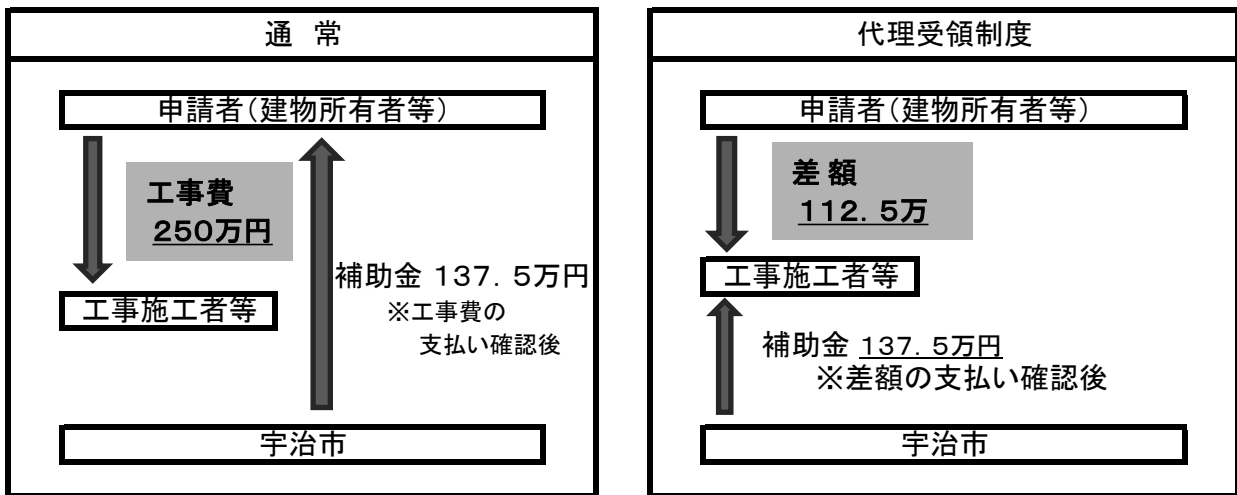 通 常
申請者（建物所有者等）
工事費
250万円
補助金 137．5万円
※工事費の
支払い確認後
工事施工者等
宇治市
代理受領制度
申請者（建物所有者等）
差 額
112．5万
工事施工者等
補助金 137．5万円
※差額の支払い確認後
宇治市